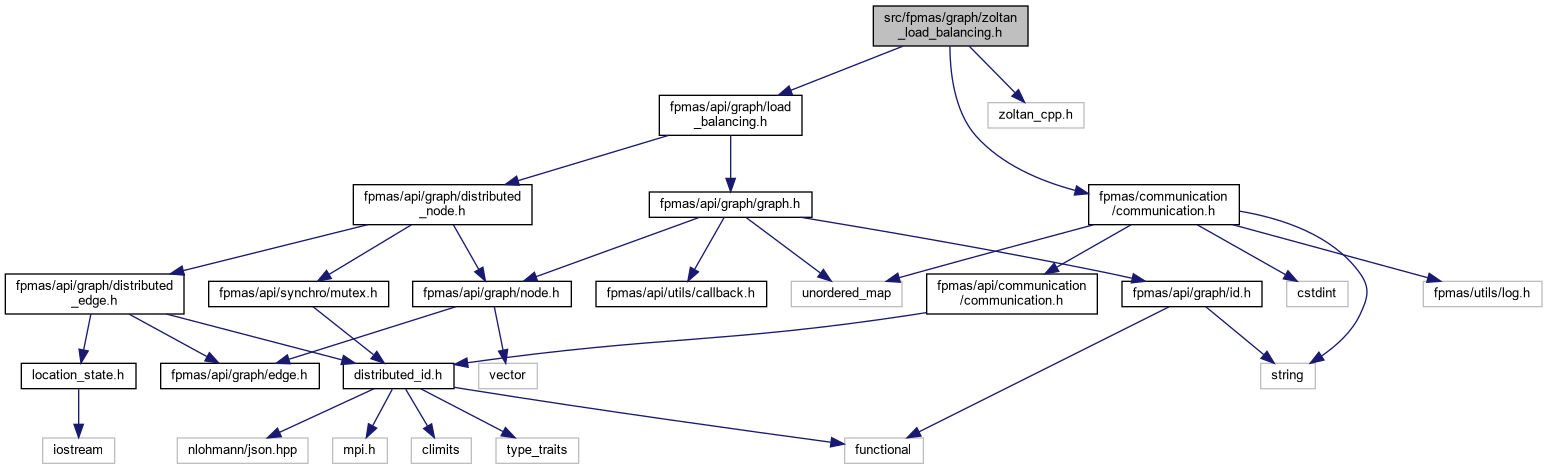 src/fpmas/graph/zoltan
_load_balancing.h
fpmas/api/graph/load
_balancing.h
zoltan_cpp.h
fpmas/api/graph/distributed
_node.h
fpmas/api/graph/graph.h
fpmas/communication
/communication.h
fpmas/api/graph/distributed
_edge.h
fpmas/api/synchro/mutex.h
fpmas/api/graph/node.h
fpmas/api/utils/callback.h
unordered_map
fpmas/api/communication
/communication.h
fpmas/api/graph/id.h
cstdint
fpmas/utils/log.h
location_state.h
fpmas/api/graph/edge.h
distributed_id.h
vector
string
iostream
nlohmann/json.hpp
mpi.h
climits
type_traits
functional